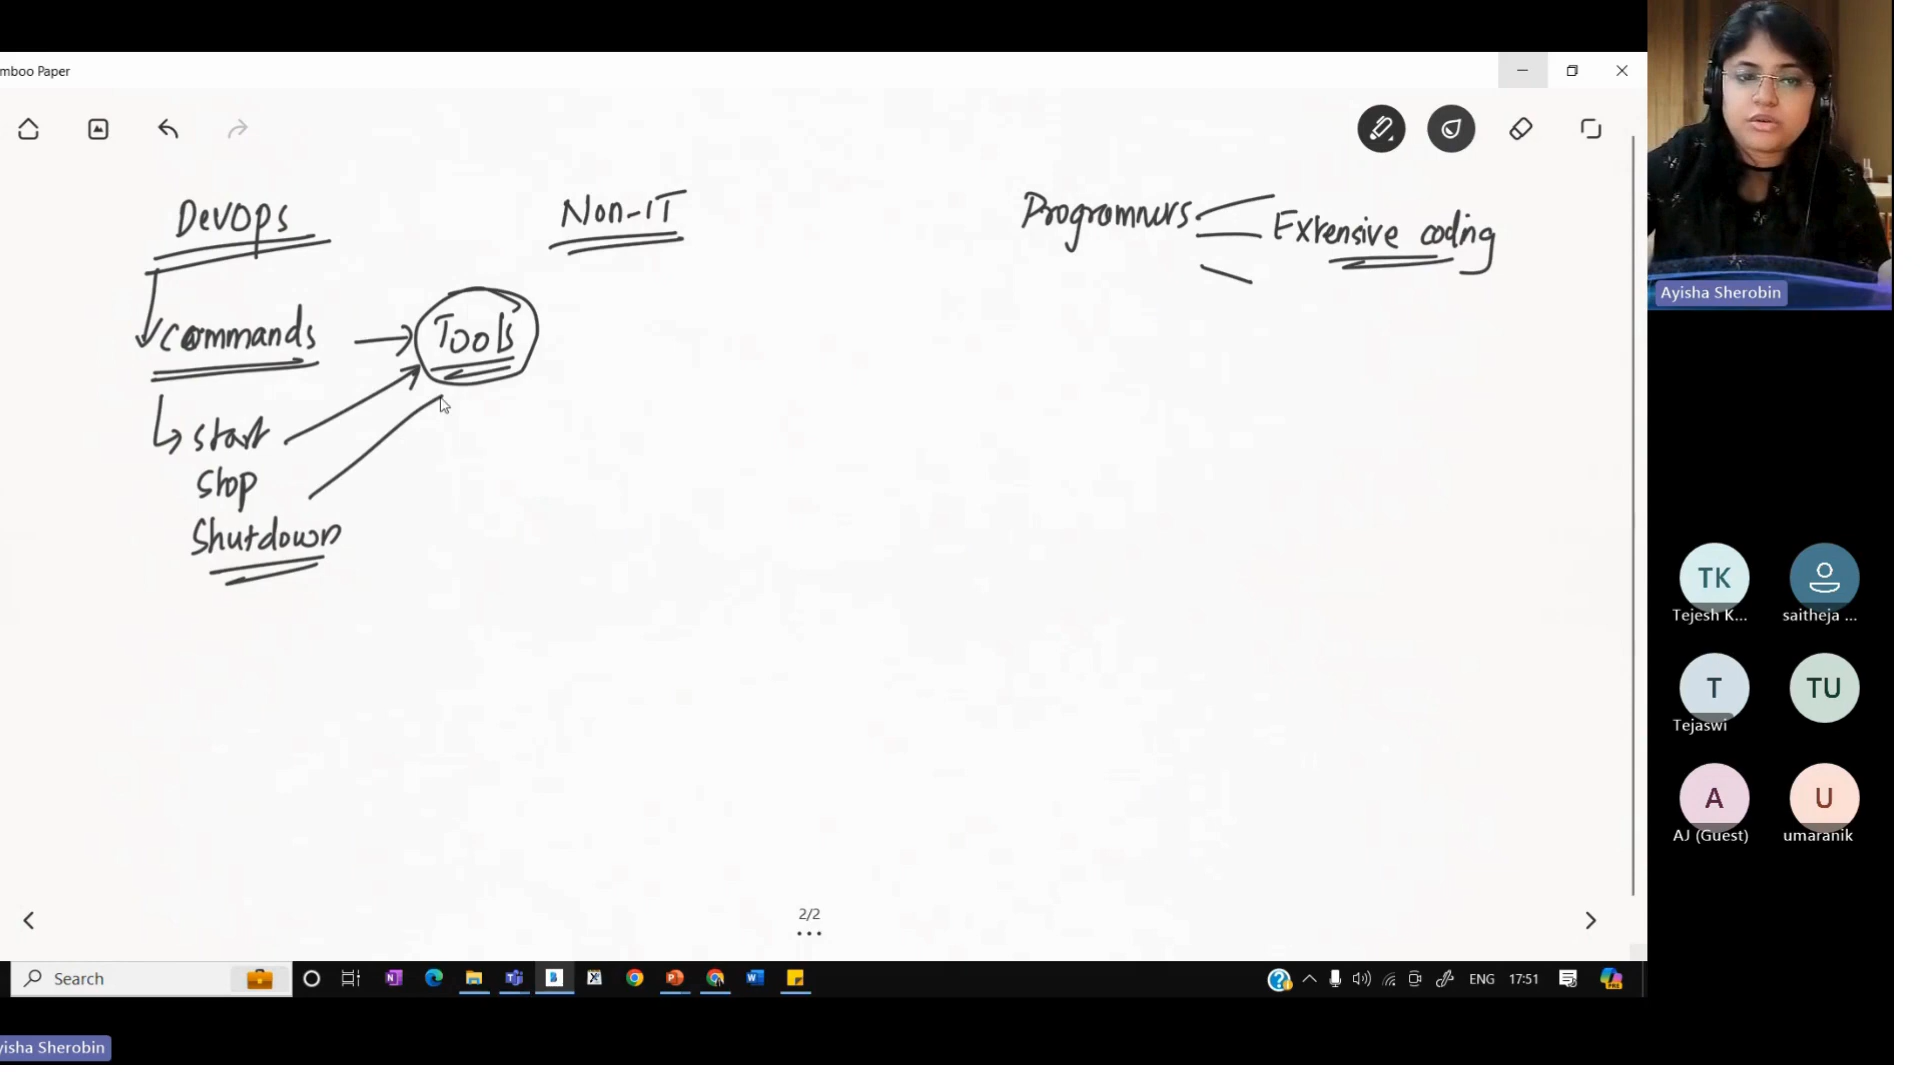 mboo Paper
DevOps
Non-IT
Programmers
Extensive coding
Commands
Tools
start
Stop
Shutdown
2/2
Ayisha Sherobin
TK
Tejesh K...
saitheja ...
T
Tejaswi
TU
A
AJ (Guest)
U
umaranik
Search
ENG
17:51
yisha Sherobin